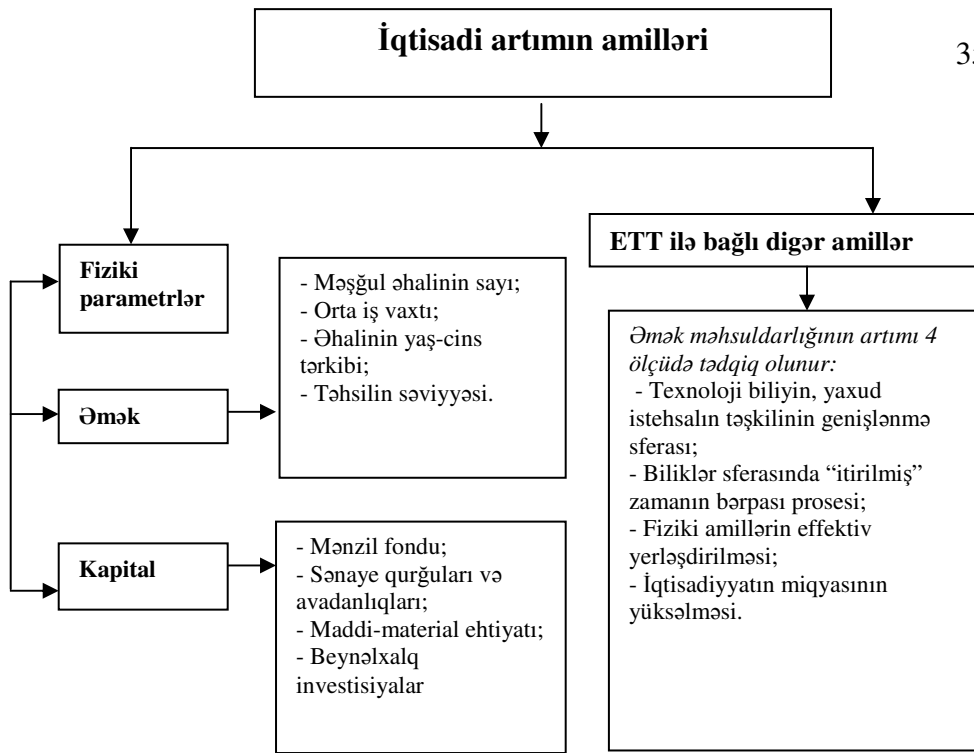 İqtisadi artımın amilləri
Fiziki
parametrlər
- Məşğul əhalinin sayı;
- Orta iş vaxtı;
- Əhalinin yaş-cins
tərkibi;
- Təhsilin səviyyəsi.
Əmək
Kapital
- Mənzil fondu;
- Sənaye qurğuları və
avadanlıqları;
- Maddi-material ehtiyatı;
- Beynəlxalq
investisiyalar
ETT ilə bağlı digər amillər
Əmək məhsuldarlığının artımı 4
ölçüdə tədqiq olunur:
- Texnoloji biliyin, yaxud
istehsalın təşkilinin genişlənmə
sferası;
- Biliklər sferasında “itirilmiş”
zamanın bərpası prosesi;
- Fiziki amillərin effektiv
yerləşdirilməsi;
- İqtisadiyyatın miqyasının
yüksəlməsi.